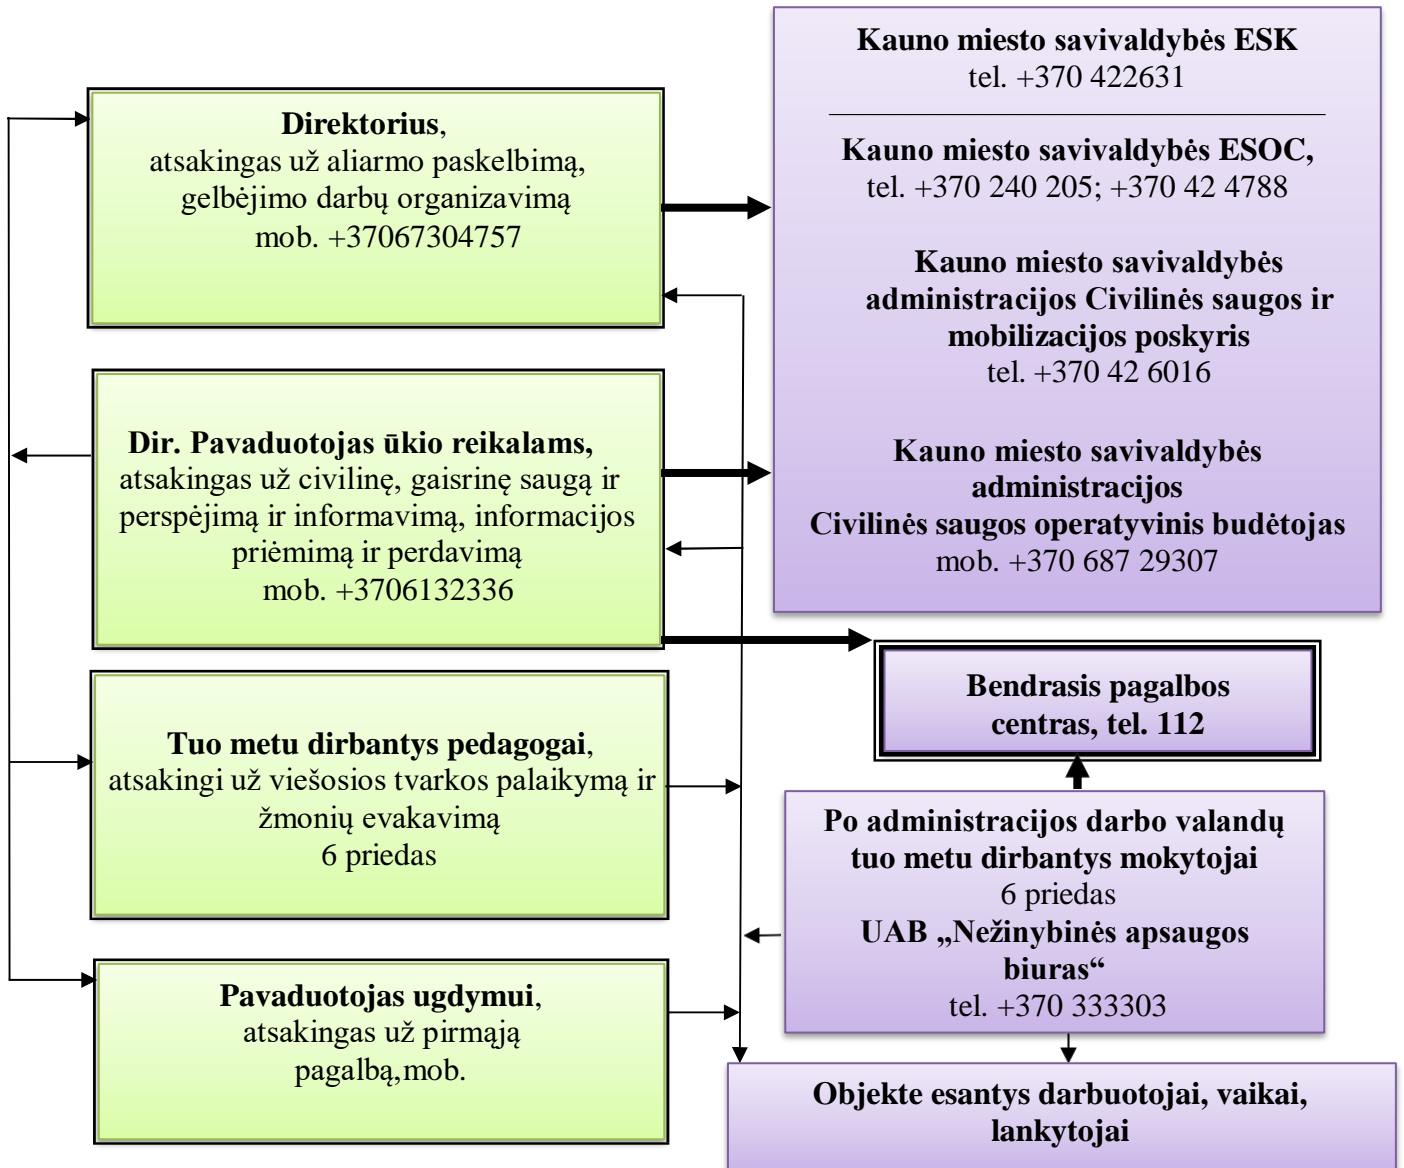 Direktorius,
atsakingas už aliarmo paskelbimą,
gelbėjimo darbų organizavimą
mob. +37067304757
Dir. Pavaduotojas ūkio reikalams,
atsakingas už civilinę, gaisrinę saugą ir
perspėjimą ir informavimą, informacijos
priėmimą ir perdavimą
mob. +3706132336
Tuo metu dirbantys pedagogai,
atsakingi už viešosios tvarkos palaikymą ir
žmonių evakavimą
6 priedas
Pavaduotojas ugdymui,
atsakingas už pirmąją
pagalbą,mob.
Kauno miesto savivaldybės ESK
tel. +370 422631
Kauno miesto savivaldybės ESOC,
tel. +370 240 205; +370 42 4788
Kauno miesto savivaldybės
administracijos Civilinės saugos ir
mobilizacijos poskyris
tel. +370 42 6016
Kauno miesto savivaldybės
administracijos
Civilinės saugos operatyvinis budėtojas
mob. +370 687 29307
Bendrasis pagalbos
centras, tel. 112
Po administracijos darbo valandų
tuo metu dirbantys mokytojai
6 priedas
UAB „Nežinybinės apsaugos
biuras“
tel. +370 333303
Objekte esantys darbuotojai, vaikai,
lankytojai